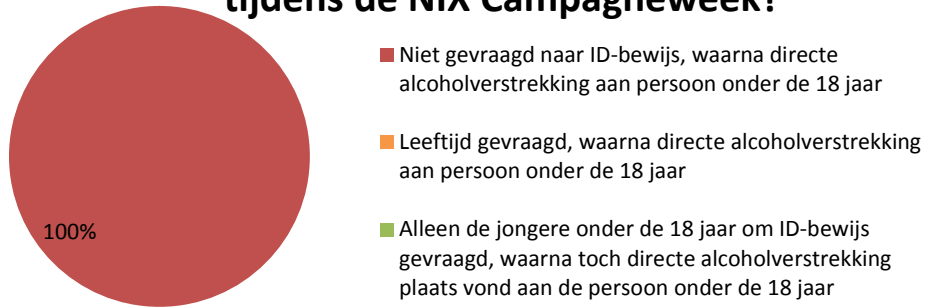 tijdens de NIX Campagneweek?
Niet gevraagd naar ID-bewijs, waarna directe
alcoholverstrekking aan persoon onder de 18 jaar
Leeftijd gevraagd, waarna directe alcoholverstrekking
aan persoon onder de 18 jaar
100%
Alleen de jongere onder de 18 jaar om ID-bewijs
gevraagd, waarna toch directe alcoholverstrekking
plaats vond aan de persoon onder de 18 jaar